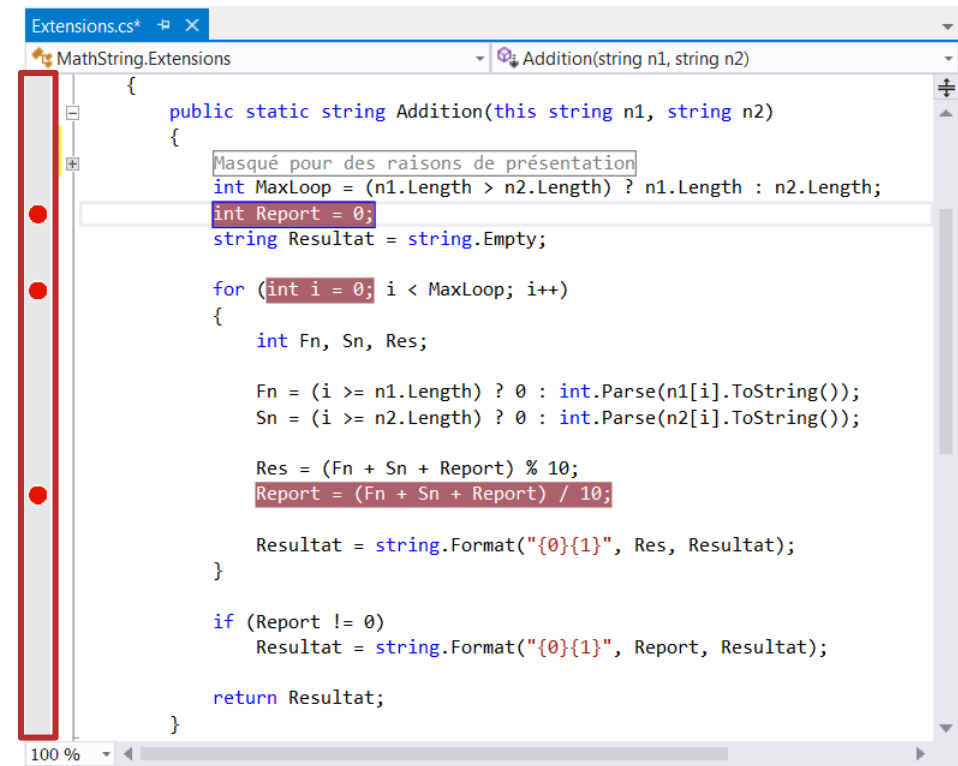 Extensions.cs*
MathString.Extensions
Addition(string n1, string n2)
{
public static string Addition(this string n1, string n2)
{
Masqué pour des raisons de présentation
int MaxLoop = (n1.Length > n2.Length) ? n1.Length : n2.Length;
int Report = 0;
string Resultat = string.Empty;
for (int i = 0; i < MaxLoop; i++)
{
int Fn, Sn, Res;
Fn = (i >= n1.Length) ? 0 : int.Parse(n1[i].ToString());
Sn = (i >= n2.Length) ? 0 : int.Parse(n2[i].ToString());
Res = (Fn + Sn + Report) % 10;
Report = (Fn + Sn + Report) / 10;
Resultat = string.Format("{0}{1}", Res, Resultat);
}
if (Report != 0)
Resultat = string.Format("{0}{1}", Report, Resultat);
return Resultat;
}
100 %